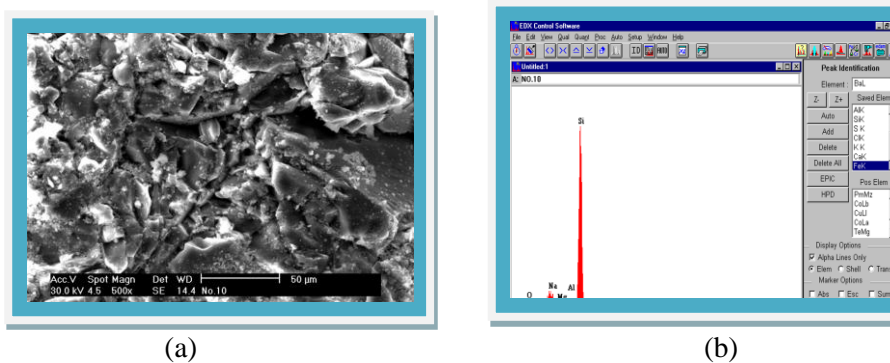 Acc.V Spot Magn Det WD 50 µm
30.0 kV 4.5 500x SE 14.4 No.10
(a)
EDX Control Software
File Edit View Qual Quant Proc Auto Setup Window Help
Untitled:1
A: NO.10
Si
Na Al
O Mg
Peak Identification
Element : BaL
Z- Z+ Saved Elem
Auto
Add
Delete
Delete All
EPIC
HPD
AlK
SiK
S K
ClK
K K
CaK
FeK
Pos Elem
PmMz
CoLb
CoLl
CoLa
TeMg
Display Options
Alpha Lines Only
Elem Shell Tran
Marker Options
Abs Esc Sum
(b)